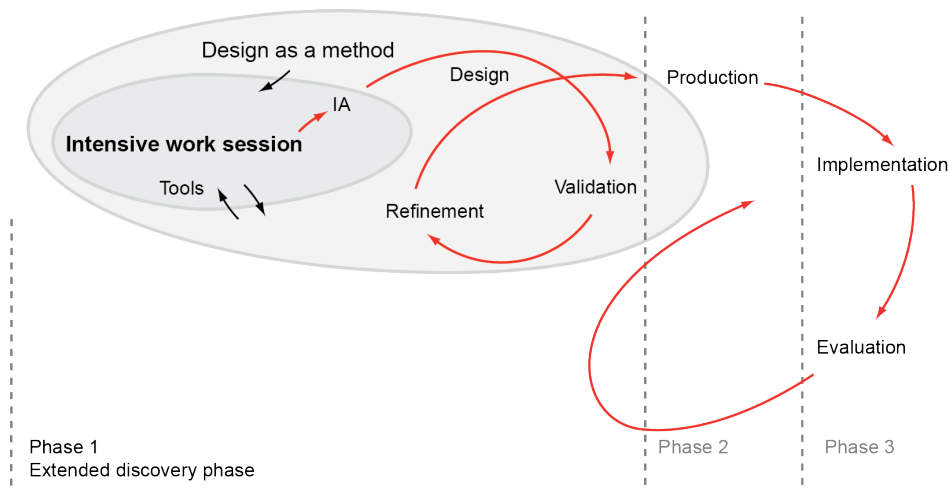 Design as a method
Design
Production
IA
Intensive work session
Implementation
Tools
Validation
Refinement
Evaluation
Phase 1
Extended discovery phase
Phase 2
Phase 3